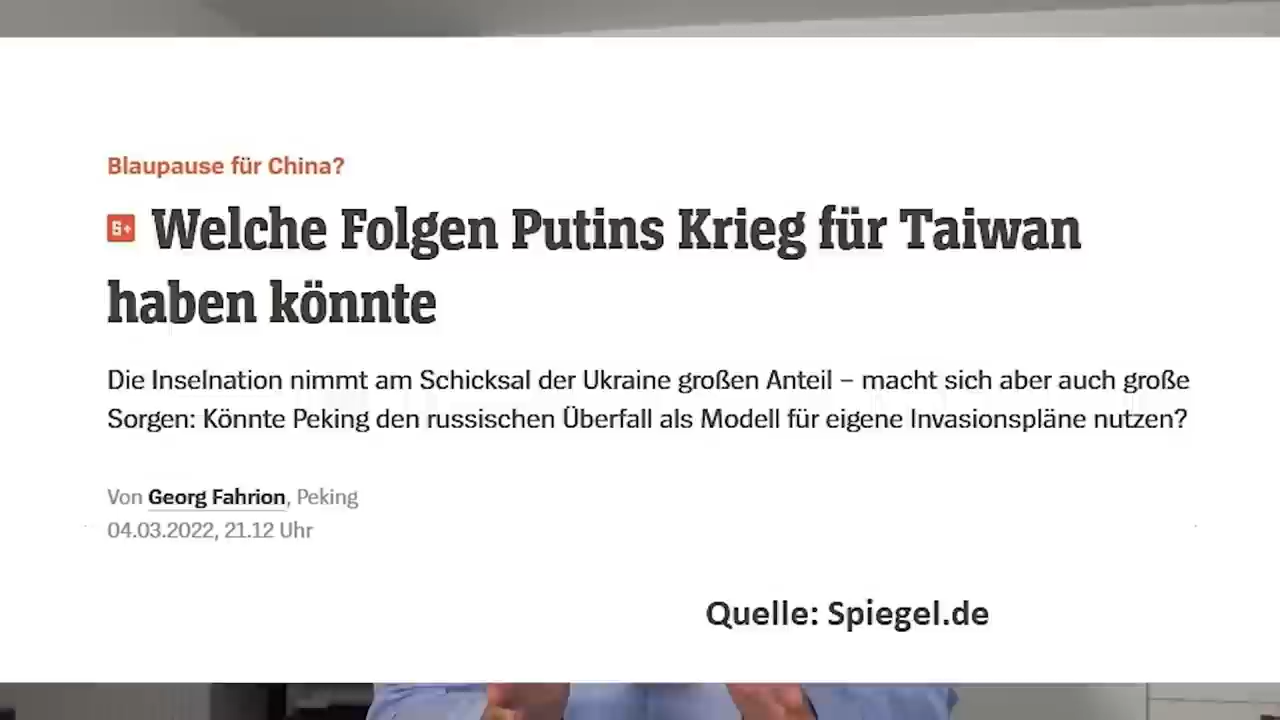 Blaupause für China?
S+ Welche Folgen Putins Krieg für Taiwan
haben könnte
Die Inselnation nimmt am Schicksal der Ukraine großen Anteil – macht sich aber auch große
Sorgen: Könnte Peking den russischen Überfall als Modell für eigene Invasionspläne nutzen?
Von Georg Fahrion, Peking
04.03.2022, 21.12 Uhr
Quelle: Spiegel.de